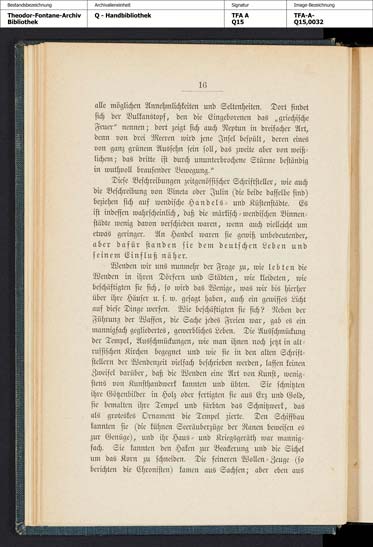 Bestandsbezeichnung
Theodor-Fontane-Archiv
Bibliothek
Archivalieneinheit
Q - Handbibliothek
Signatur
TFA A
Q15
Image-Bezeichnung
TFA-A-
Q15,0032
16
alle möglichen Annehmlichkeiten und Seltenheiten. Dort findet
sich der Vulkanstopf, den die Eingeborenen das „griechische
Feuer“ nennen; dort zeigt sich auch Neptun in dreifacher Art,
denn von drei Meeren wird jene Insel bespült, deren eines
von ganz grünem Aussehn sein soll, das zweite aber von weiß-
lichem; das dritte ist durch ununterbrochene Stürme beständig
in wuthvoll brausender Bewegung.“
Diese Beschreibungen zeitgenössischer Schriftsteller, wie auch
die Beschreibung von Vineta oder Julin (die beide dasselbe sind)
beziehen sich auf wendische Handels- und Küstenstädte. Es
ist indessen wahrscheinlich, daß die märkisch-wendischen Binnen-
städte wenig davon verschieden waren, wenn auch vielleicht um
etwas geringer. An Handel waren sie gewiß unbedeutender,
aber dafür standen sie dem deutschen Leben und
seinem Einfluß näher.
Wenden wir uns nunmehr der Frage zu, wie lebten die
Wenden in ihren Dörfern und Städten, wie kleideten, wie
beschäftigten sie sich, so wird das Wenige, was wir bis hierher
über ihre Häuser u. s. w. gesagt haben, auch ein gewisses Licht
auf diese Dinge werfen. Wie beschäftigten sie sich? Neben der
Führung der Waffen, die Sache jedes Freien war, gab es ein
mannigfach gegliedertes, gewerbliches Leben. Die Ausschmückung
der Tempel, Ausschmückungen, wie man ihnen noch jetzt in alt-
russischen Kirchen begegnet und wie sie in den alten Schrift-
stellern der Wendenzeit vielfach beschrieben werden, lassen keinen
Zweifel darüber, daß die Wenden eine Art von Kunst, wenig-
stens von Kunsthandwerk kannten und übten. Sie schnitzten
ihre Götzenbilder in Holz oder fertigten sie aus Erz und Gold,
sie bemalten ihre Tempel und färbten das Schnitzwerk, das
als groteskes Ornament die Tempel zierte. Den Schiffbau
kannten sie (die kühnen Seeräuberzüge der Ranen beweisen es
zur Genüge), und ihr Haus- und Kriegsgeräth war mannig-
fach. Sie kannten den Haken zur Beackerung und die Sichel
um das Korn zu schneiden. Die feineren Wollen-Zeuge (so
berichten die Chronisten) kamen aus Sachsen; aber eben aus